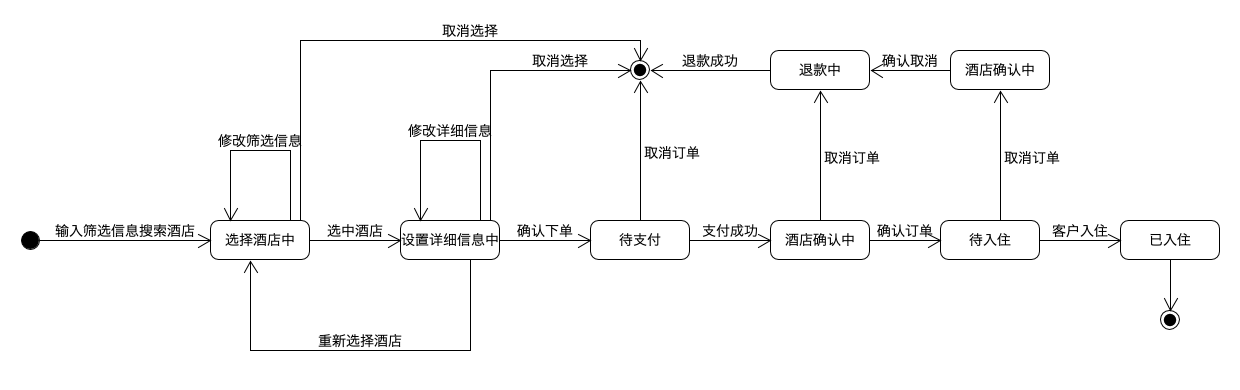 取消选择
取消选择
退款成功
退款中
确认取消
酒店确认中
修改筛选信息
修改详细信息
取消订单
取消订单
取消订单
输入筛选信息搜索酒店
选择酒店中
选中酒店
设置详细信息中
确认下单
待支付
支付成功
酒店确认中
确认订单
待入住
客户入住
已入住
重新选择酒店